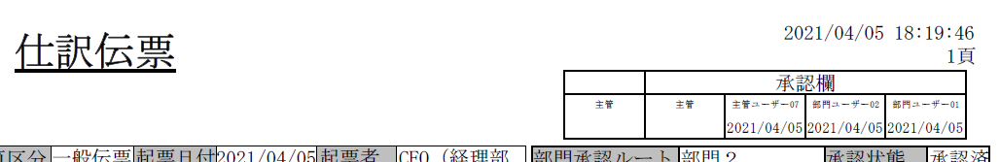 仕訳伝票
2021/04/05 18:19:46
1頁
承認欄
主管 主管 主管ユーザー07 部門ユーザー02 部門ユーザー01
2021/04/05 2021/04/05 2021/04/05
区分 一般伝票 起票日付 2021/04/05 起票者 CFO (経理部 部門承認ルート 部門2 承認状態 承認済